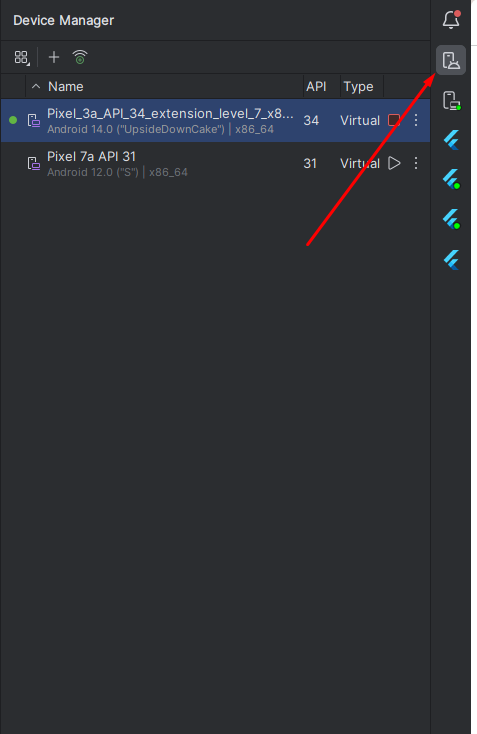 Device Manager
Name API Type
Pixel_3a_API_34_extension_level_7_x8... 34 Virtual
Android 14.0 ("UpsideDownCake") | x86_64
Pixel 7a API 31 31 Virtual
Android 12.0 ("S") | x86_64